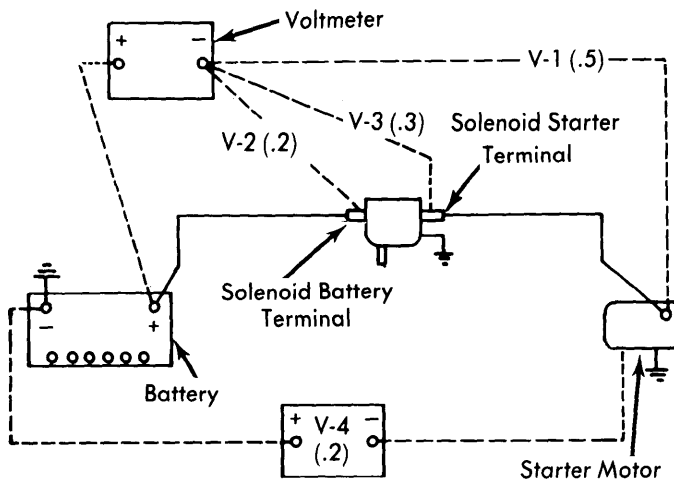 Voltmeter
+ −
V-1 (.5)
V-3 (.3)
V-2 (.2)
Solenoid Starter
Terminal
Solenoid Battery
Terminal
− +
Battery
+ V-4 −
(.2)
Starter Motor